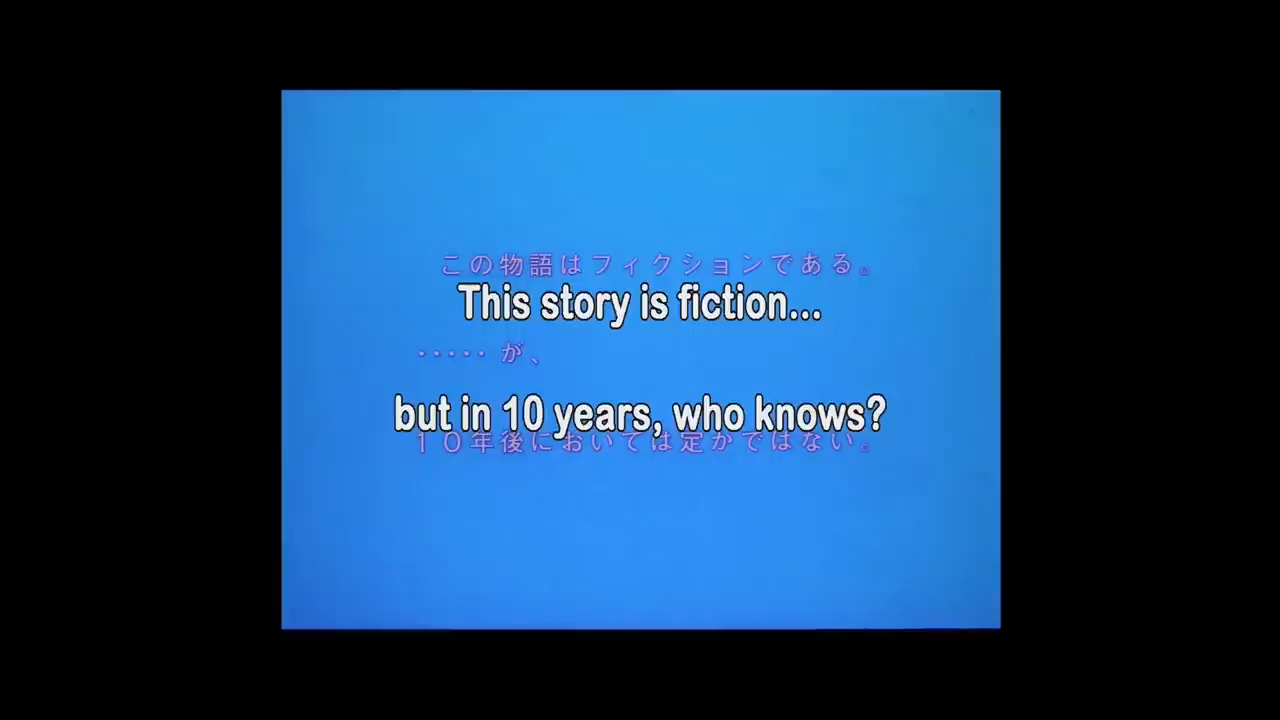 この物語はフィクションである。
This story is fiction...
‥‥‥が、
but in 10 years, who knows?
10年後においては定かではない。